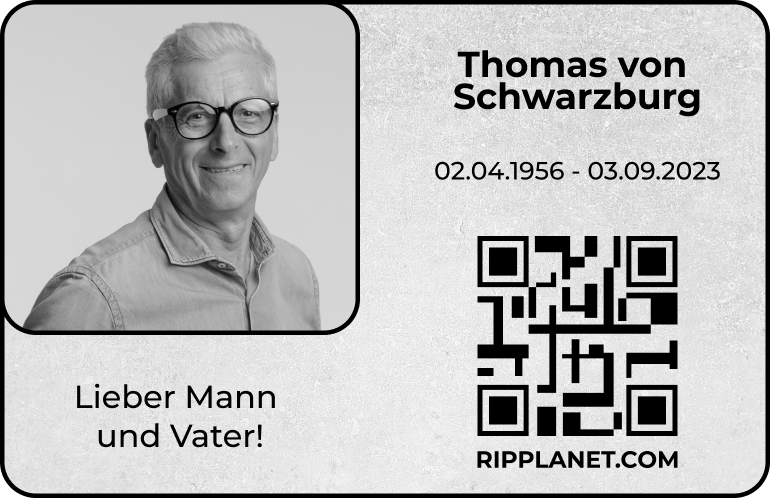 Thomas von
Schwarzburg
02.04.1956 - 03.09.2023
Lieber Mann
und Vater!
RIPPLANET.COM